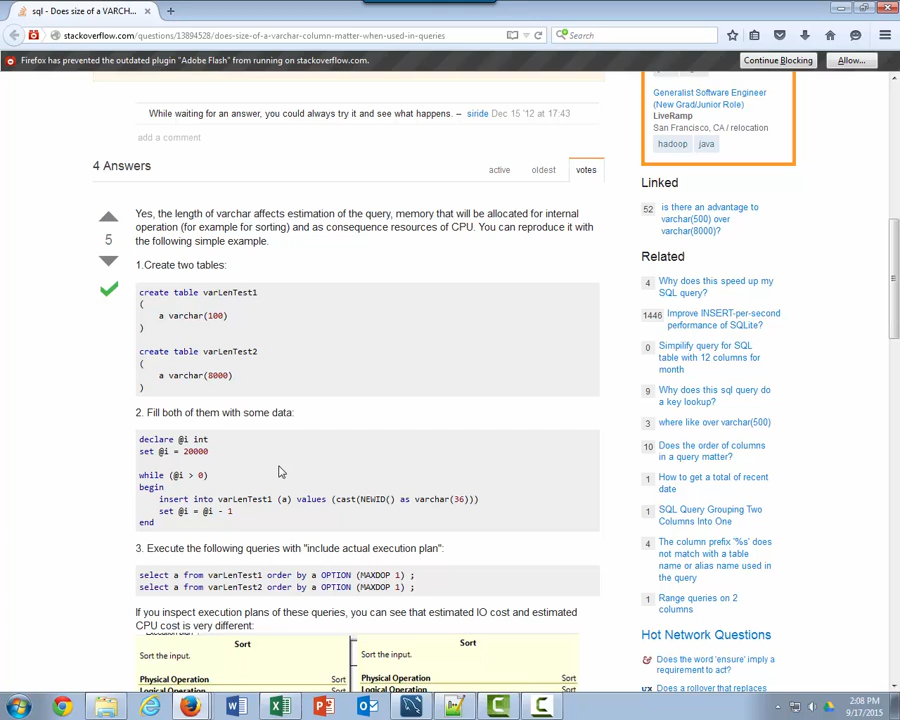 sql - Does size of a VARCH...
stackoverflow.com/questions/13894528/does-size-of-a-varchar-column-matter-when-used-in-queries
Search
Firefox has prevented the outdated plugin "Adobe Flash" from running on stackoverflow.com.
Continue Blocking
Allow...
While waiting for an answer, you could always try it and see what happens. – siride Dec 15 '12 at 17:43
add a comment
4 Answers
active
oldest
votes
5
Yes, the length of varchar affects estimation of the query, memory that will be allocated for internal
operation (for example for sorting) and as consequence resources of CPU. You can reproduce it with
the following simple example.
1.Create two tables:
create table varLenTest1
(
a varchar(100)
)
create table varLenTest2
(
a varchar(8000)
)
2. Fill both of them with some data:
declare @i int
set @i = 20000
while (@i > 0)
begin
insert into varLenTest1 (a) values (cast(NEWID() as varchar(36)))
set @i = @i - 1
end
3. Execute the following queries with "include actual execution plan":
select a from varLenTest1 order by a OPTION (MAXDOP 1) ;
select a from varLenTest2 order by a OPTION (MAXDOP 1) ;
If you inspect execution plans of these queries, you can see that estimated IO cost and estimated
CPU cost is very different:
Sort
Sort the input.
Physical Operation Sort
Logical Operation Sort
Sort
Sort the input.
Physical Operation Sort
Logical Operation Sort
Generalist Software Engineer
(New Grad/Junior Role)
LiveRamp
San Francisco, CA / relocation
hadoop
java
Linked
52 is there an advantage to
varchar(500) over
varchar(8000)?
Related
4 Why does this speed up my
SQL query?
1446 Improve INSERT-per-second
performance of SQLite?
0 Simpilify query for SQL
table with 12 columns for
month
9 Why does this sql query do
a key lookup?
3 where like over varchar(500)
10 Does the order of columns
in a query matter?
1 How to get a total of recent
date
1 SQL Query Grouping Two
Columns Into One
4 The column prefix '%s' does
not match with a table
name or alias name used in
the query
1 Range queries on 2
columns
Hot Network Questions
Does the word 'ensure' imply a
requirement to act?
ux Does a rollover that replaces
2:08 PM
9/17/2015